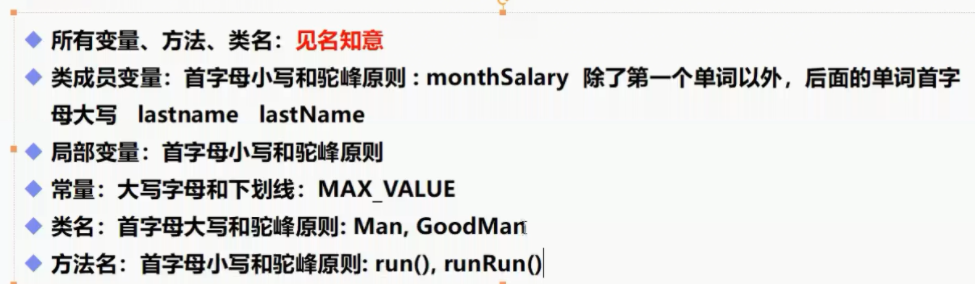 所有变量、方法、类名：见名知意
类成员变量：首字母小写和驼峰原则 : monthSalary 除了第一个单词以外，后面的单词首字
母大写 lastname lastName
局部变量：首字母小写和驼峰原则
常量：大写字母和下划线：MAX_VALUE
类名：首字母大写和驼峰原则: Man, GoodMan
方法名：首字母小写和驼峰原则: run(), runRun()